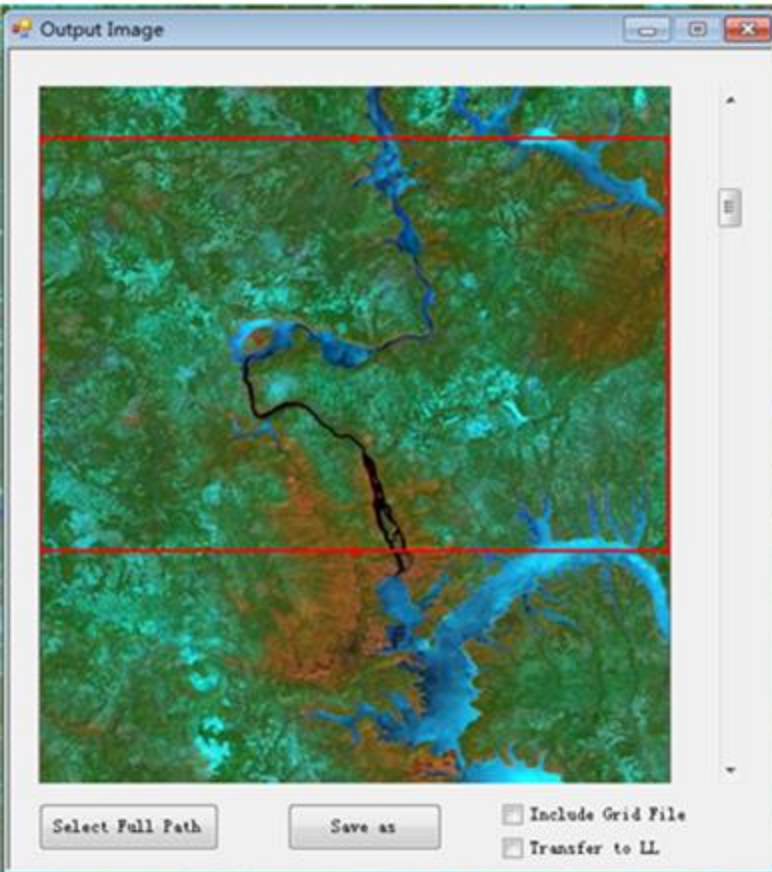 Output Image
Select Full Path
Save as
Include Grid File
Transfer to LL